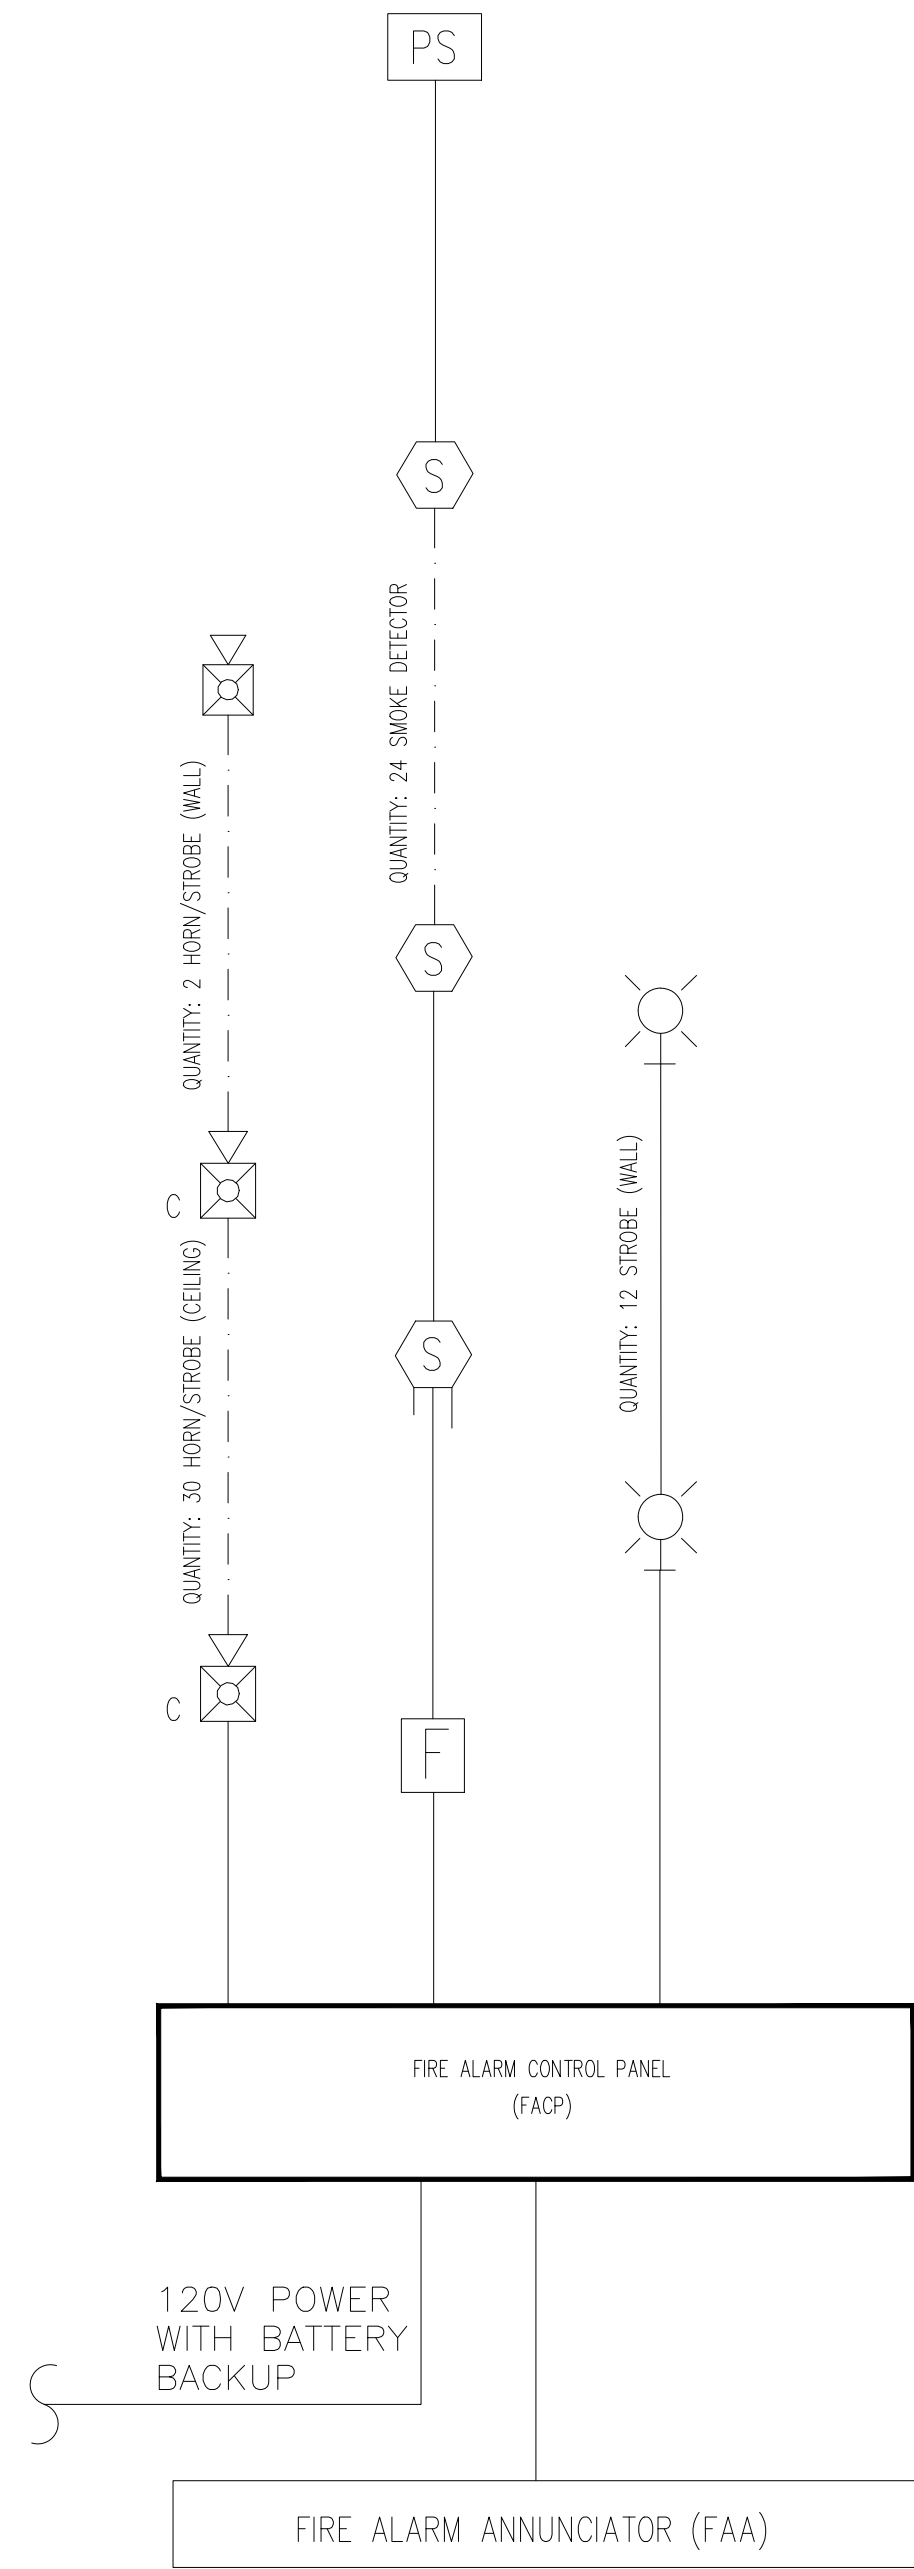 PS
S
QUANTITY: 24 SMOKE DETECTOR
QUANTITY: 2 HORN/STROBE (WALL)
S
QUANTITY: 12 STROBE (WALL)
C
QUANTITY: 30 HORN/STROBE (CEILING)
S
C
F
FIRE ALARM CONTROL PANEL
(FACP)
120V POWER
WITH BATTERY
BACKUP
FIRE ALARM ANNUNCIATOR (FAA)